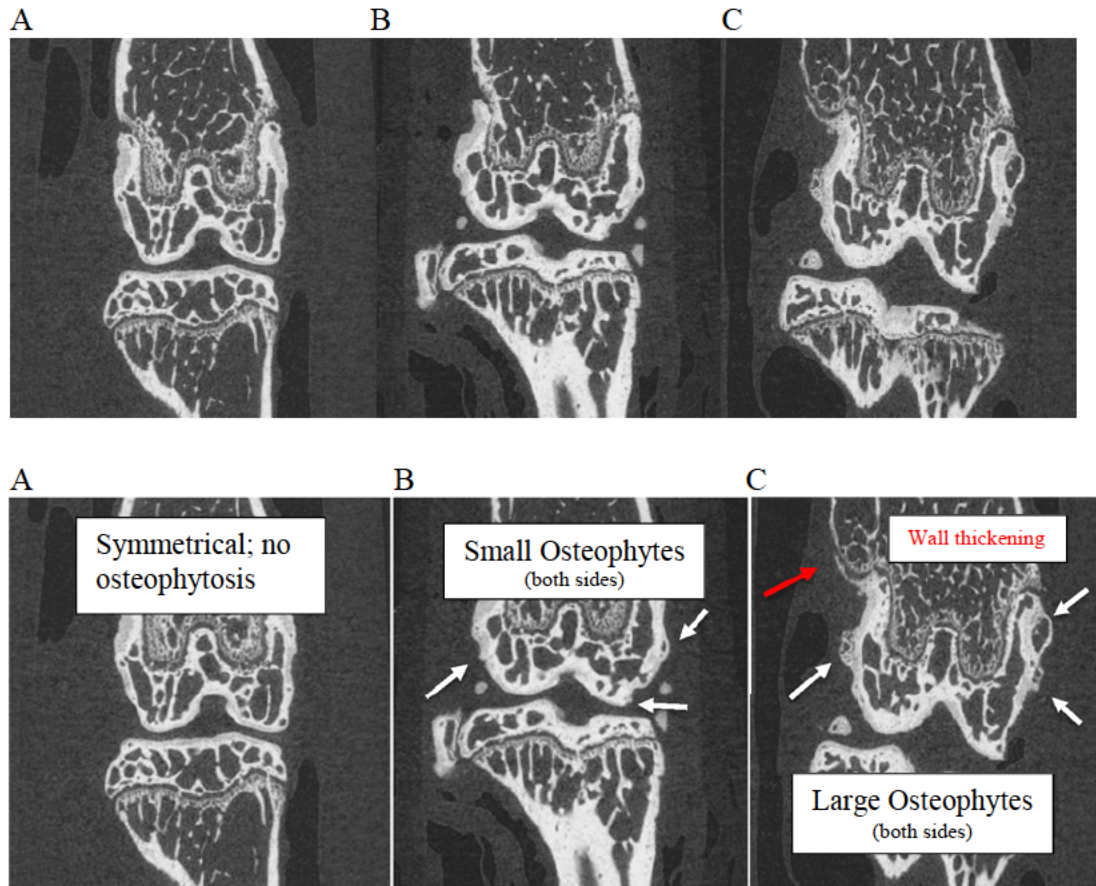 A
B
C
A
B
C
Symmetrical; no
osteophytosis
Small Osteophytes
(both sides)
Wall thickening
Large Osteophytes
(both sides)